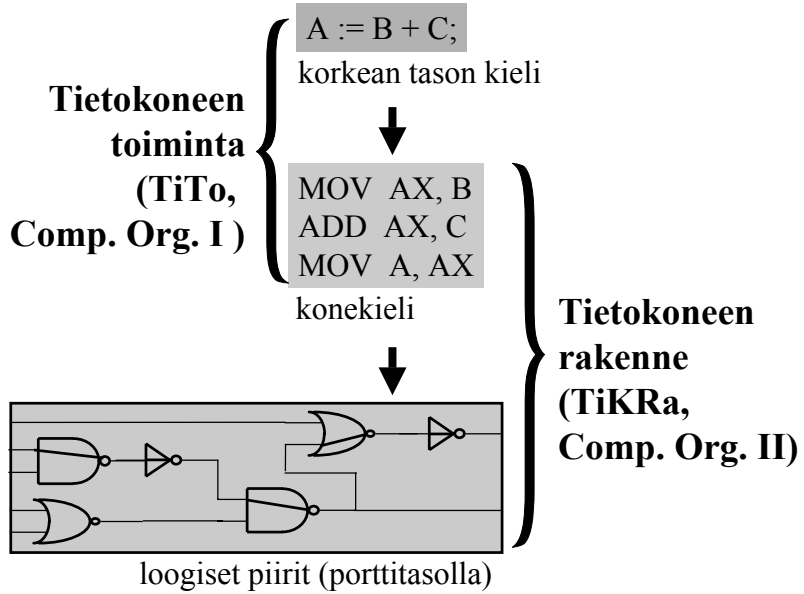 A := B + C;
korkean tason kieli
Tietokoneen
toiminta
(TiTo,
Comp. Org. I )
MOV AX, B
ADD AX, C
MOV A, AX
konekieli
Tietokoneen
rakenne
(TiKRa,
Comp. Org. II)
loogiset piirit (porttitasolla)